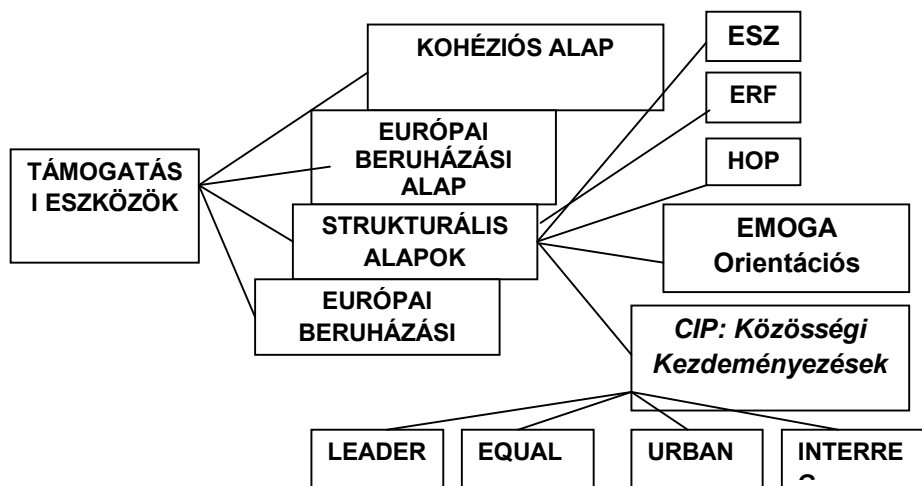 KOHÉZIÓS ALAP
ESZ
ERF
EURÓPAI
BERUHÁZÁSI
ALAP
HOP
TÁMOGATÁS
I ESZKÖZÖK
STRUKTURÁLIS
ALAPOK
EMOGA
Orientációs
EURÓPAI
BERUHÁZÁSI
CIP: Közösségi
Kezdeményezések
LEADER
EQUAL
URBAN
INTERRE